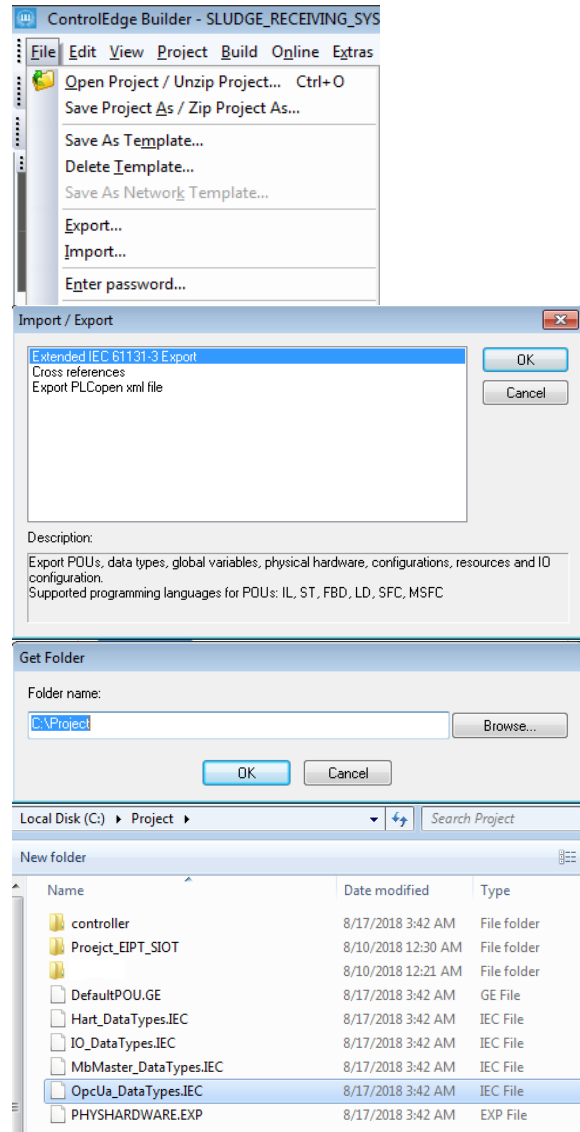 ControlEdge Builder - SLUDGE_RECEIVING_SYS
File Edit View Project Build Online Extras
Open Project / Unzip Project... Ctrl+O
Save Project As / Zip Project As...
Save As Template...
Delete Template...
Save As Network Template...
Export...
Import...
Enter password...
Import / Export
Extended IEC 61131-3 Export
Cross references
Export PLCopen xml file
OK
Cancel
Description:
Export POUs, data types, global variables, physical hardware, configurations, resources and IO
configuration.
Supported programming languages for POUs: IL, ST, FBD, LD, SFC, MSFC
Get Folder
Folder name:
C:\Project
Browse...
OK Cancel
Local Disk (C:) Project Search Project
New folder
Name Date modified Type
controller 8/17/2018 3:42 AM File folder
Proejct_EIPT_SIOT 8/10/2018 12:30 AM File folder
8/10/2018 12:21 AM File folder
DefaultPOU.GE 8/17/2018 3:42 AM GE File
Hart_DataTypes.IEC 8/17/2018 3:42 AM IEC File
IO_DataTypes.IEC 8/17/2018 3:42 AM IEC File
MbMaster_DataTypes.IEC 8/17/2018 3:42 AM IEC File
OpcUa_DataTypes.IEC 8/17/2018 3:42 AM IEC File
PHYSHARDWARE.EXP 8/17/2018 3:42 AM EXP File